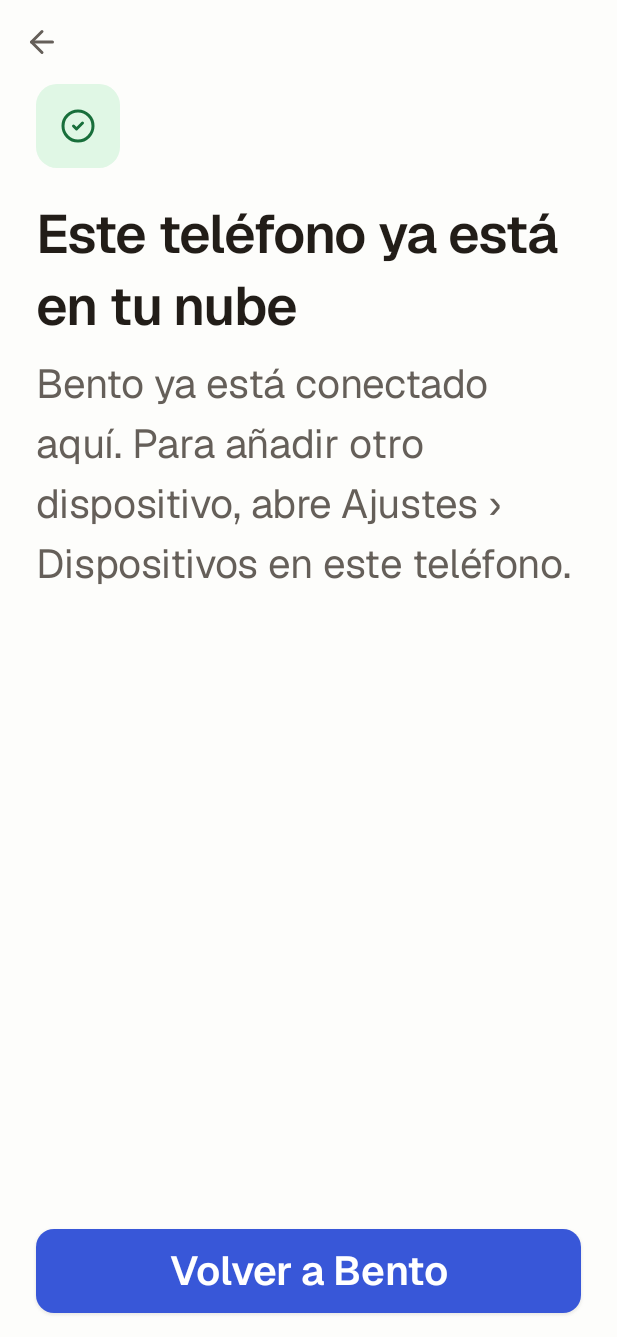 Este teléfono ya está
en tu nube
Bento ya está conectado
aquí. Para añadir otro
dispositivo, abre Ajustes ›
Dispositivos en este teléfono.
Volver a Bento